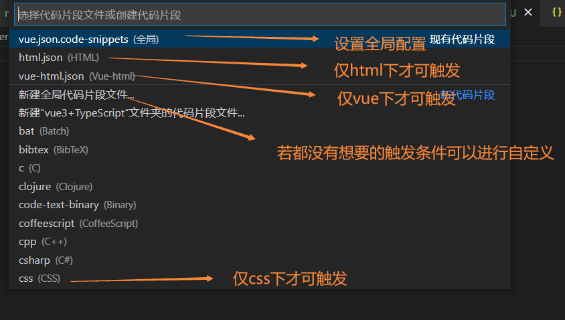 选择代码片段文件或创建代码片段
vue.json.code-snippets (全局) 现有代码片段
设置全局配置
html.json (HTML)
仅html下才可触发
vue-html.json (Vue-html)
仅vue下才可触发
新建全局代码片段文件... 代码片段
新建“vue3+TypeScript”文件夹的代码片段文件...
bat (Batch)
bibtex (BibTeX)
若都没有想要的触发条件可以进行自定义
c (C)
clojure (Clojure)
code-text-binary (Binary)
coffeescript (CoffeeScript)
cpp (C++)
csharp (C#)
css (CSS)
仅css下才可触发